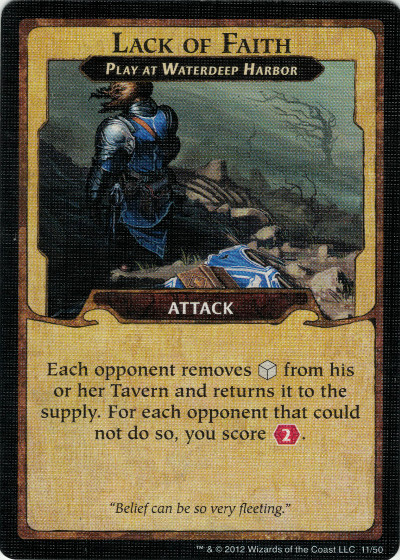 LACK OF FAITH
PLAY AT WATERDEEP HARBOR
ATTACK
Each opponent removes from his
or her Tavern and returns it to the
supply. For each opponent that could
not do so, you score 2.
"Belief can be so very fleeting."
™ & © 2012 Wizards of the Coast LLC 11/50